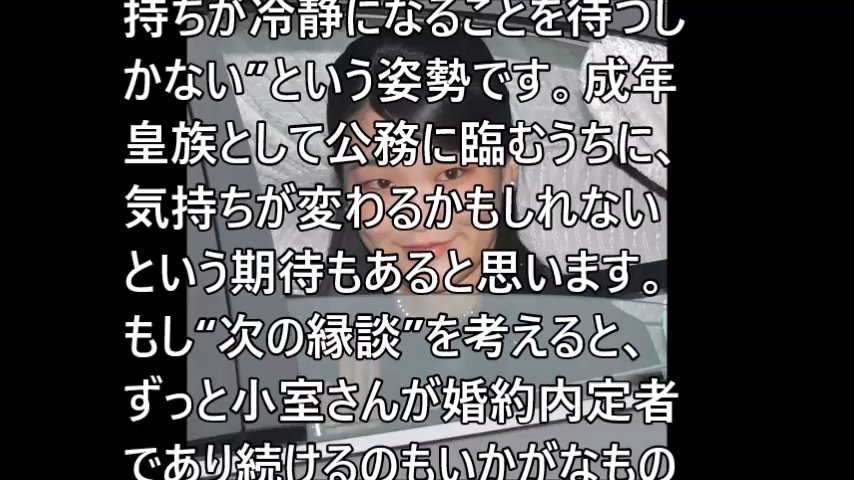 持ちが冷静になることを待つし
かない”という姿勢です。成年
皇族として公務に臨むうちに、
気持ちが変わるかもしれない
という期待もあると思います。
もし“次の縁談”を考えると、
ずっと小室さんが婚約内定者
であり続けるのもいかがなもの